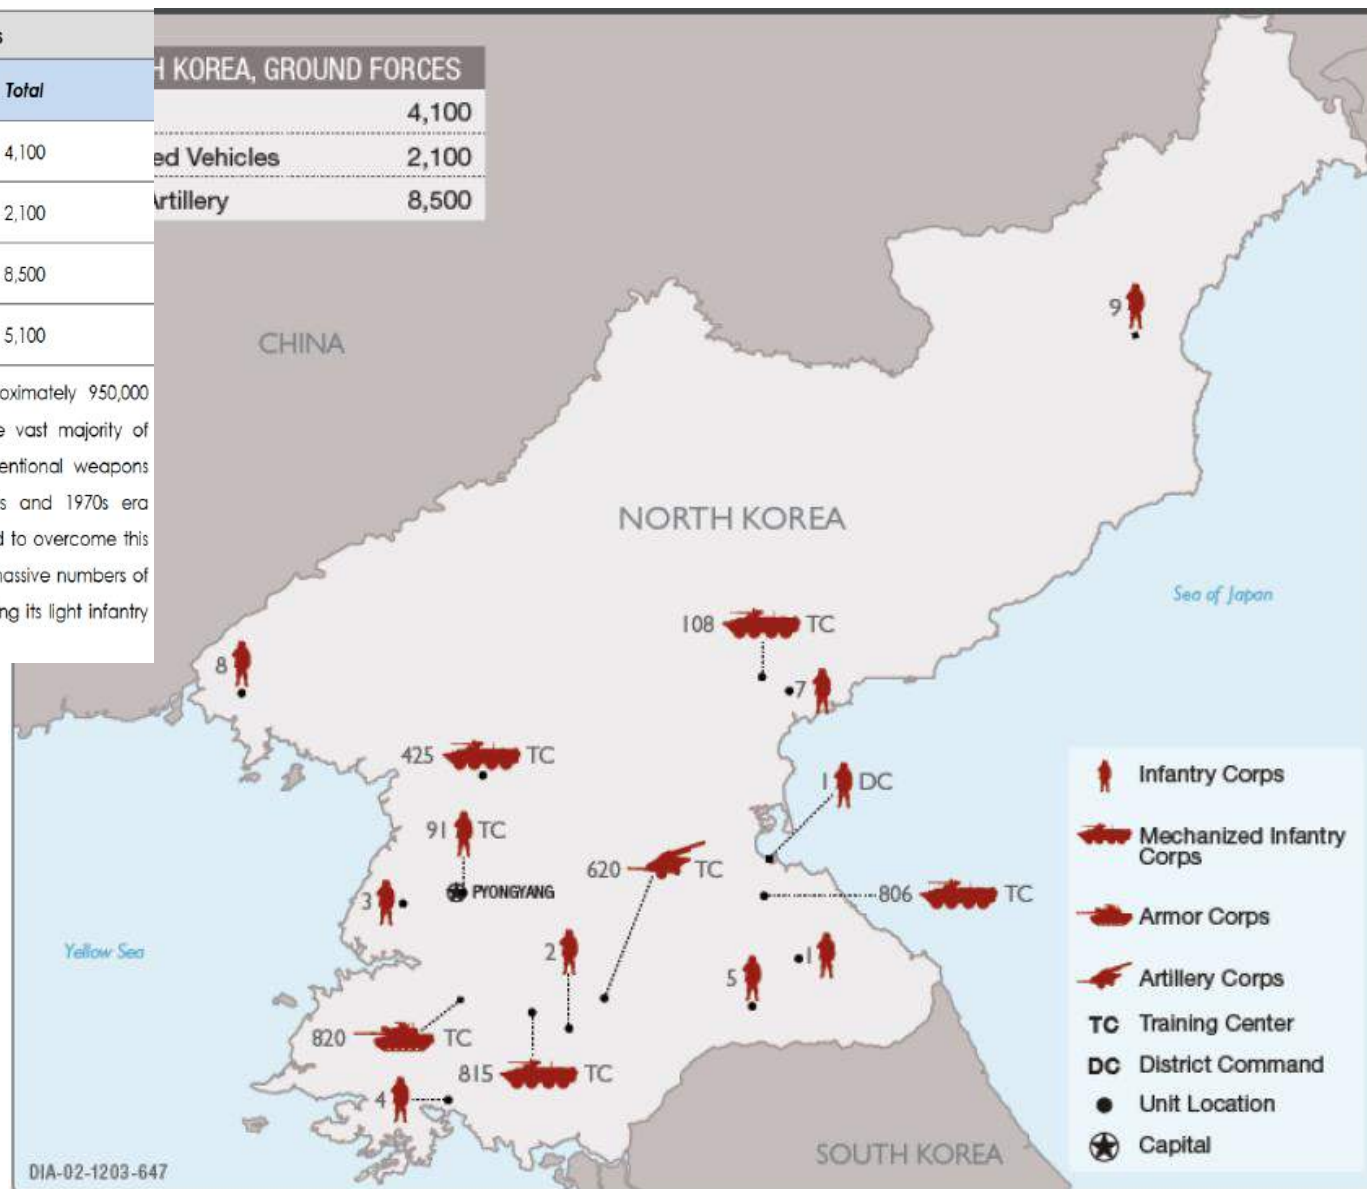 s
Total
4,100
2,100
8,500
5,100
oximately 950,000
e vast majority of
entional weapons
s and 1970s era
d to overcome this
nassive numbers of
ng its light infantry
H KOREA, GROUND FORCES
4,100
ed Vehicles 2,100
Artillery 8,500
CHINA
NORTH KOREA
Sea of Japan
9
108 TC
7
8
425 TC
1 DC
91 TC
620 TC
PYONGYANG
3
806 TC
Yellow Sea
2
1
5
820 TC
815 TC
4
SOUTH KOREA
DIA-02-1203-647
Infantry Corps
Mechanized Infantry
Corps
Armor Corps
Artillery Corps
TC Training Center
DC District Command
Unit Location
Capital